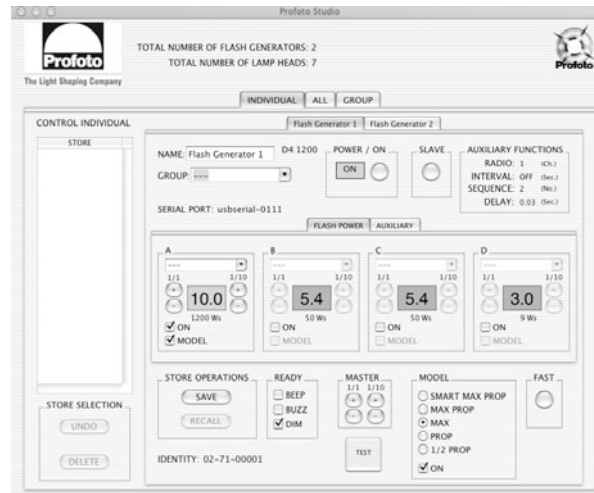 Profoto Studio
Profoto
The Light Shaping Company
TOTAL NUMBER OF FLASH GENERATORS: 2
TOTAL NUMBER OF LAMP HEADS: 7
Profoto
INDIVIDUAL ALL GROUP
CONTROL INDIVIDUAL
STORE
Flash Generator 1 Flash Generator 2
NAME: Flash Generator 1 D4 1200
GROUP: ----
SERIAL PORT: usbserial-0111
POWER / ON
ON
SLAVE
AUXILIARY FUNCTIONS
RADIO: 1 (Ch.)
INTERVAL: OFF (Sec.)
SEQUENCE: 2 (No.)
DELAY: 0.03 (Sec.)
FLASH POWER AUXILIARY
A
---
1/1 1/10
10.0
1200 Ws
ON
MODEL
B
---
1/1 1/10
5.4
50 Ws
ON
MODEL
C
---
1/1 1/10
5.4
50 Ws
ON
MODEL
D
---
1/1 1/10
3.0
9 Ws
ON
MODEL
STORE SELECTION
UNDO
DELETE
STORE OPERATIONS
SAVE
RECALL
READY
BEEP
BUZZ
DIM
MASTER
1/1 1/10
TEST
MODEL
SMART MAX PROP
MAX PROP
MAX
PROP
1/2 PROP
ON
FAST
IDENTITY: 02-71-00001